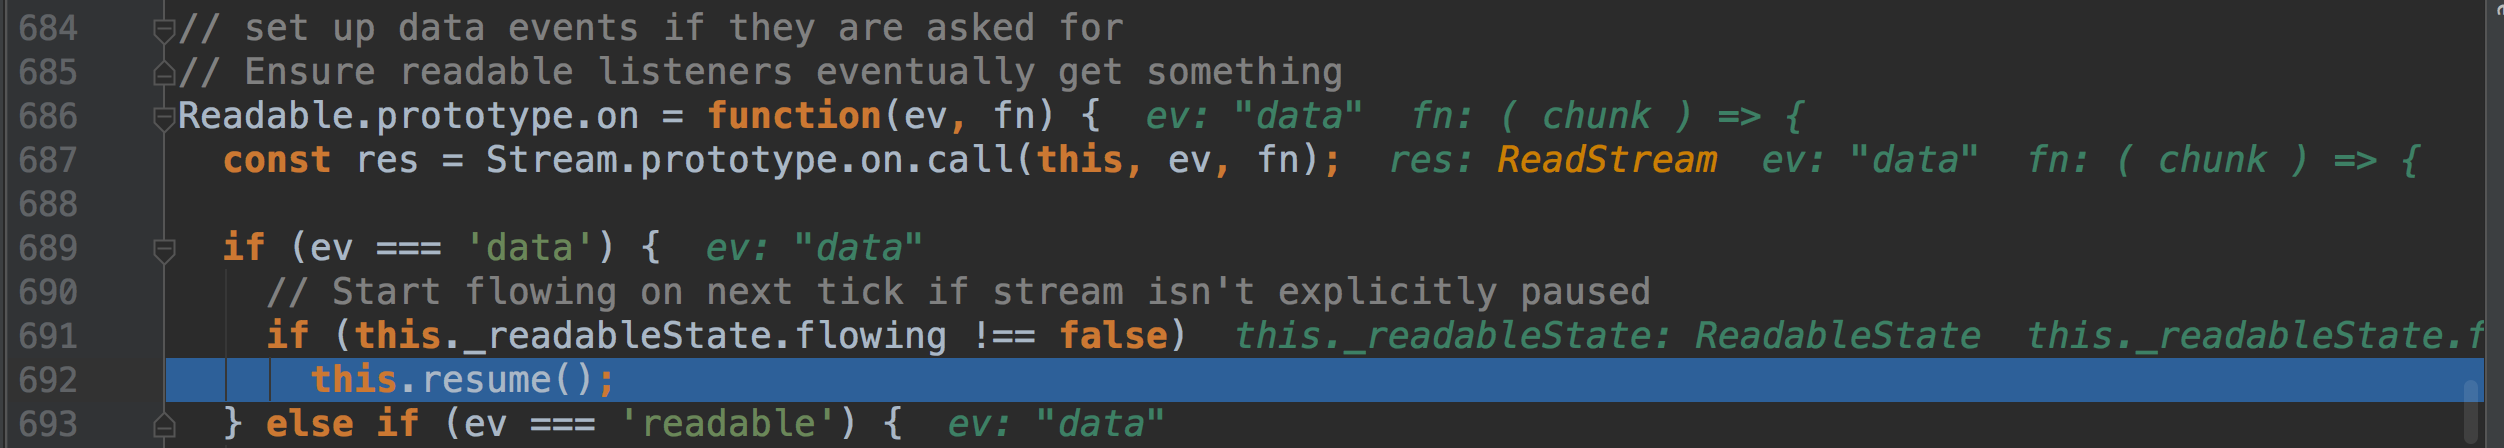 684 // set up data events if they are asked for
685 // Ensure readable listeners eventually get something
686 Readable.prototype.on = function(ev, fn) {  ev: "data"  fn: ( chunk ) => {
687   const res = Stream.prototype.on.call(this, ev, fn);  res: ReadStream  ev: "data"  fn: ( chunk ) => {
688
689   if (ev === 'data') {  ev: "data"
690     // Start flowing on next tick if stream isn't explicitly paused
691     if (this._readableState.flowing !== false)  this._readableState: ReadableState  this._readableState.f
692       this.resume();
693   } else if (ev === 'readable') {  ev: "data"